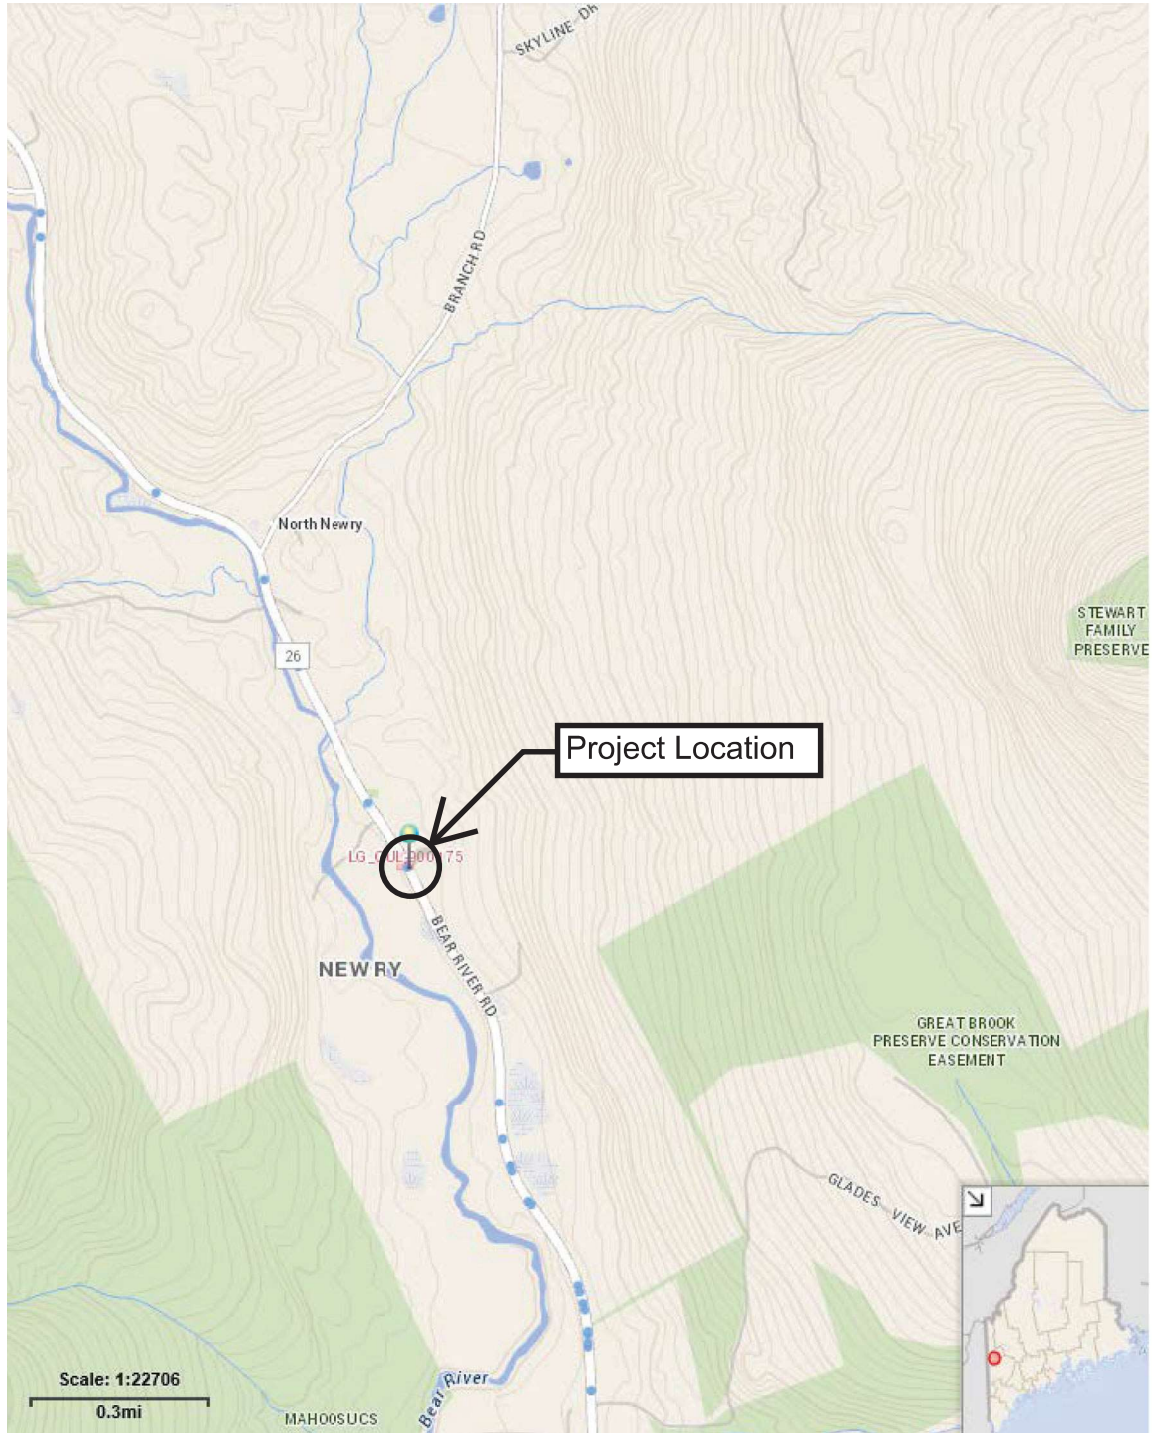 SKYLINE DR
BRANCH RD
North Newry
STEWART
FAMILY
PRESERVE
26
Project Location
BEAR RIVER RD
NEWRY
GREAT BROOK
PRESERVE CONSERVATION
EASEMENT
GLADES VIEW AVE
Scale: 1:22706
0.3mi
Bear River
MAHOOSUCS